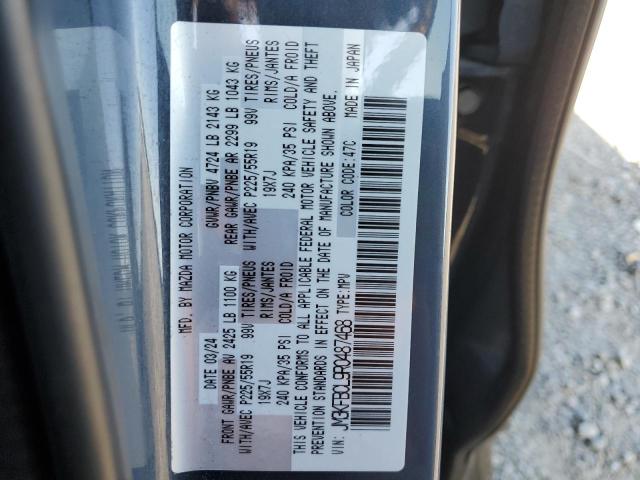 MFD. BY MAZDA MOTOR CORPORATION
DATE 03/24 GVWR/PNBV 4724 LB 2143 KG
FRONT GAWR/PNBE AV 2425 LB 1100 KG REAR GAWR/PNBE AR 2299 LB 1043 KG
WITH/AVEC P225/55R19 99V TIRES/PNEUS WITH/AVEC P225/55R19 99V TIRES/PNEUS
19X7J RIMS/JANTES 19X7J RIMS/JANTES
240 KPA/35 PSI COLD/A FROID 240 KPA/35 PSI COLD/A FROID
THIS VEHICLE CONFORMS TO ALL APPLICABLE FEDERAL MOTOR VEHICLE SAFETY AND THEFT
PREVENTION STANDARDS IN EFFECT ON THE DATE OF MANUFACTURE SHOWN ABOVE.
VIN: JM3KFBCL9R0487468 TYPE: MPV COLOR CODE: 47C MADE IN JAPAN